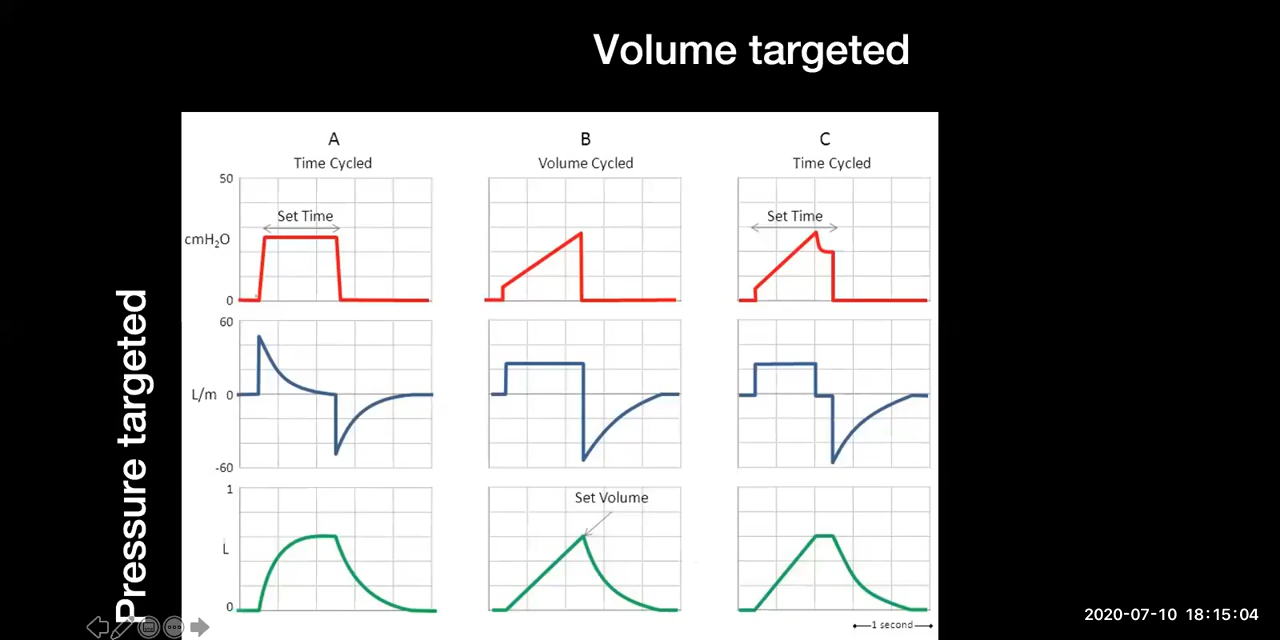 Volume targeted
Pressure targeted
A
B
C
Time Cycled
Volume Cycled
Time Cycled
50
Set Time
Set Time
cmH₂O
0
60
L/m
0
-60
1
Set Volume
L
0
1 second
2020-07-10 18:15:04